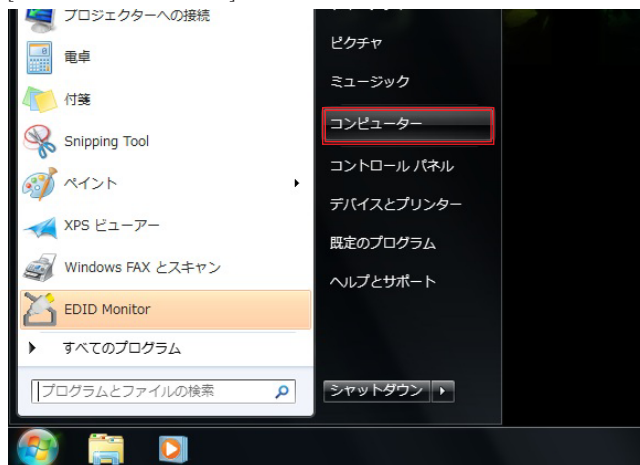 プロジェクターへの接続
電卓
付箋
Snipping Tool
ペイント
XPS ビューアー
Windows FAX とスキャン
EDID Monitor
すべてのプログラム
プログラムとファイルの検索
ピクチャ
ミュージック
コンピューター
コントロール パネル
デバイスとプリンター
既定のプログラム
ヘルプとサポート
シャットダウン